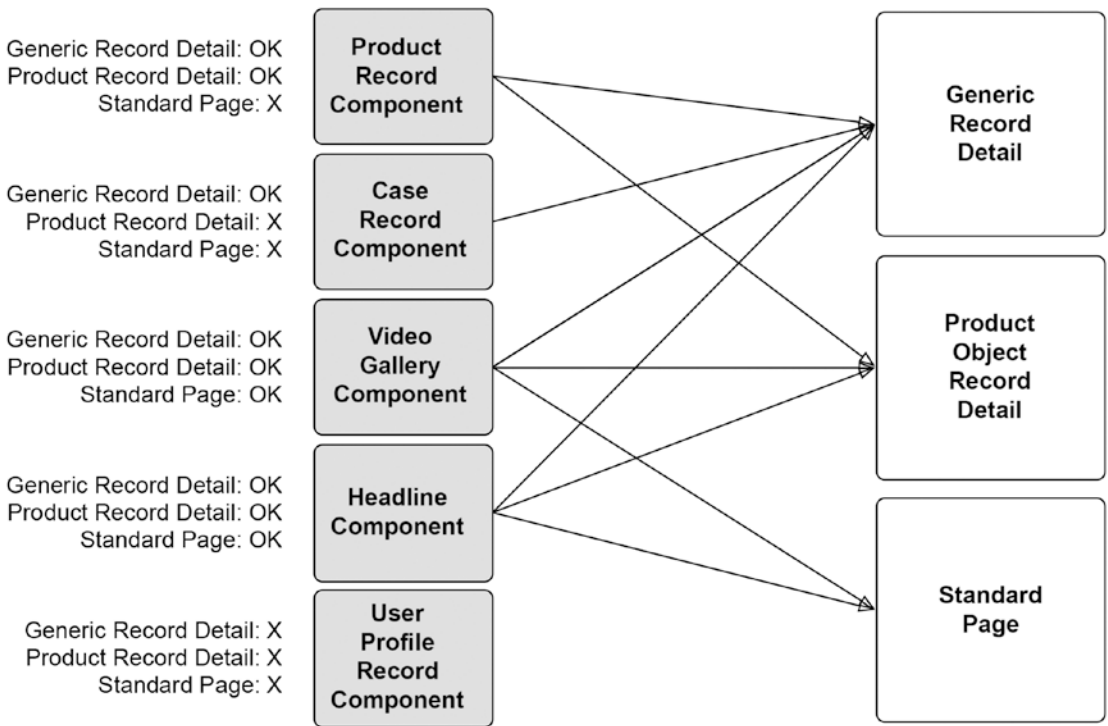 Generic Record Detail: OK
Product Record Detail: OK
Standard Page: X
Product
Record
Component
Generic Record Detail: OK
Product Record Detail: X
Standard Page: X
Case
Record
Component
Generic Record Detail: OK
Product Record Detail: OK
Standard Page: OK
Video
Gallery
Component
Generic Record Detail: OK
Product Record Detail: OK
Standard Page: OK
Headline
Component
Generic Record Detail: X
Product Record Detail: X
Standard Page: X
User
Profile
Record
Component
Generic
Record
Detail
Product
Object
Record
Detail
Standard
Page